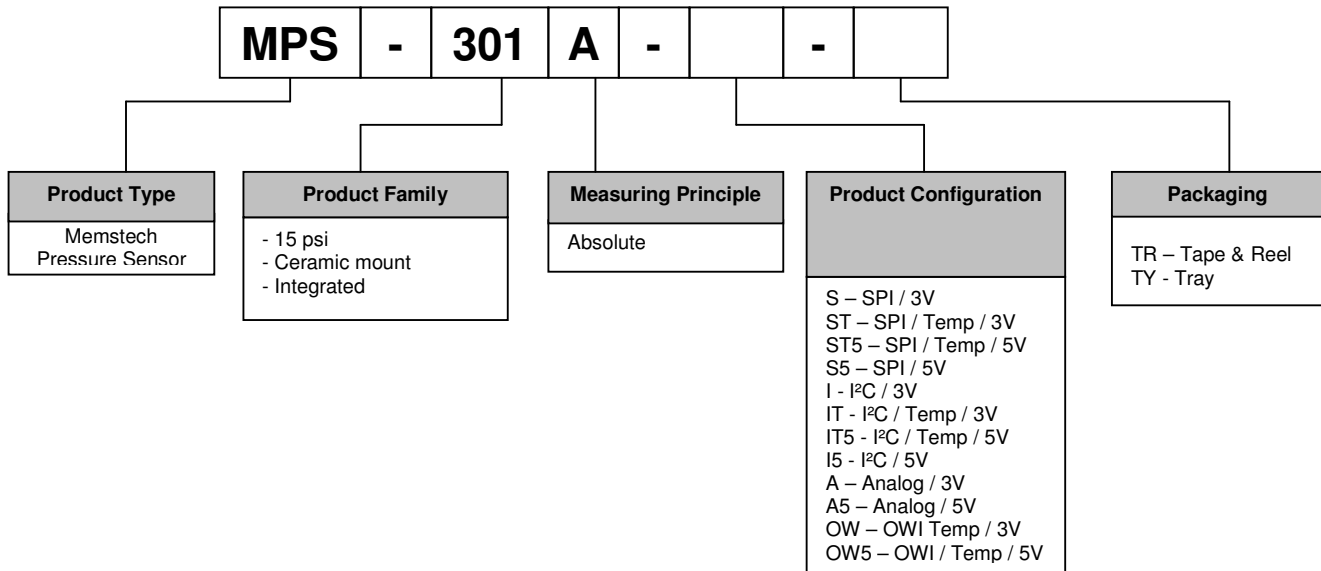 MPS - 301 A - -
Product Type
Memstech
Pressure Sensor
Product Family
- 15 psi
- Ceramic mount
- Integrated
Measuring Principle
Absolute
Product Configuration
S – SPI / 3V
ST – SPI / Temp / 3V
ST5 – SPI / Temp / 5V
S5 – SPI / 5V
I - I²C / 3V
IT - I²C / Temp / 3V
IT5 - I²C / Temp / 5V
I5 - I²C / 5V
A – Analog / 3V
A5 – Analog / 5V
OW – OWI Temp / 3V
OW5 – OWI / Temp / 5V
Packaging
TR – Tape & Reel
TY - Tray